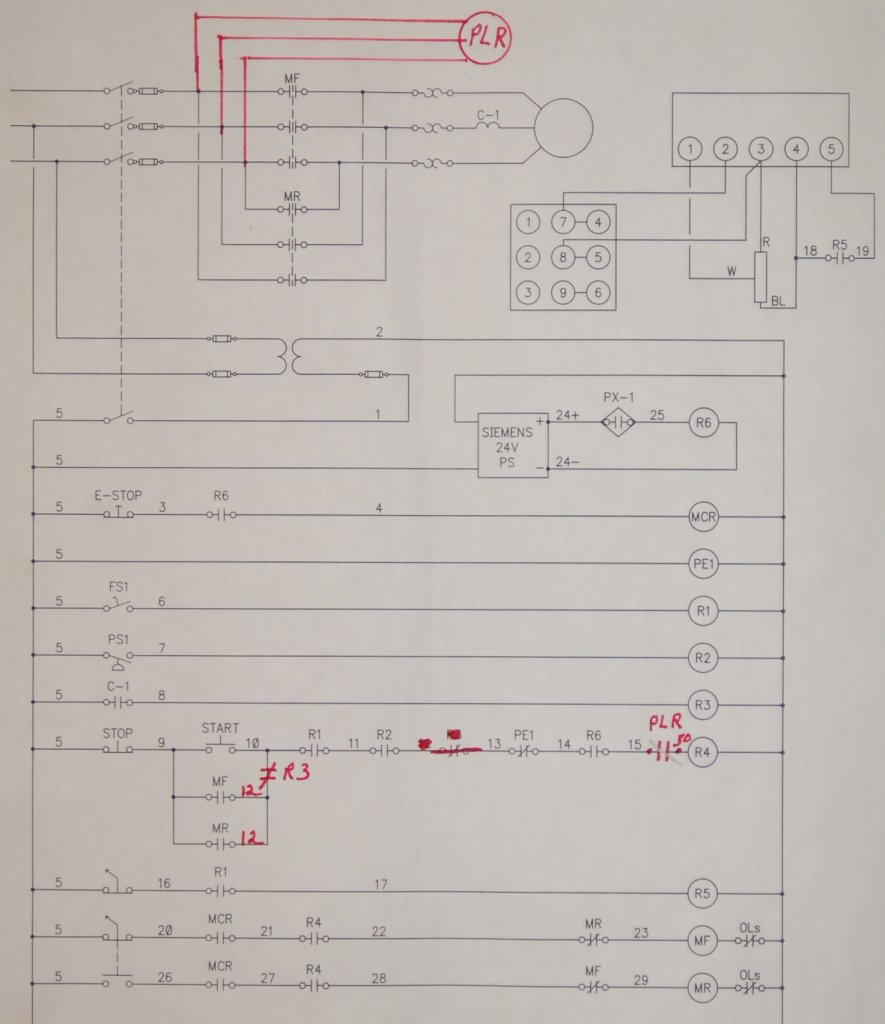 PLR
MF
C-1
1 2 3 4 5
MR
1 7 4
2 8 5
3 9 6
R
W
BL
18 R5 19
2
5 1
PX-1
SIEMENS
24V
PS
+ 24+ 25 R6
- 24-
5
E-STOP R6
5 3 4 MCR
5 PE1
FS1
5 6 R1
PS1
5 7 R2
C-1
5 8 R3
PLR
STOP START R1 R2 PE1 R6
5 9 10 11 13 14 15 30 R4
≠ R3
MF
12
MR
12
R1
5 16 17 R5
MCR R4 MR OLs
5 20 21 22 23 MF
MCR R4 MF OLs
5 26 27 28 29 MR